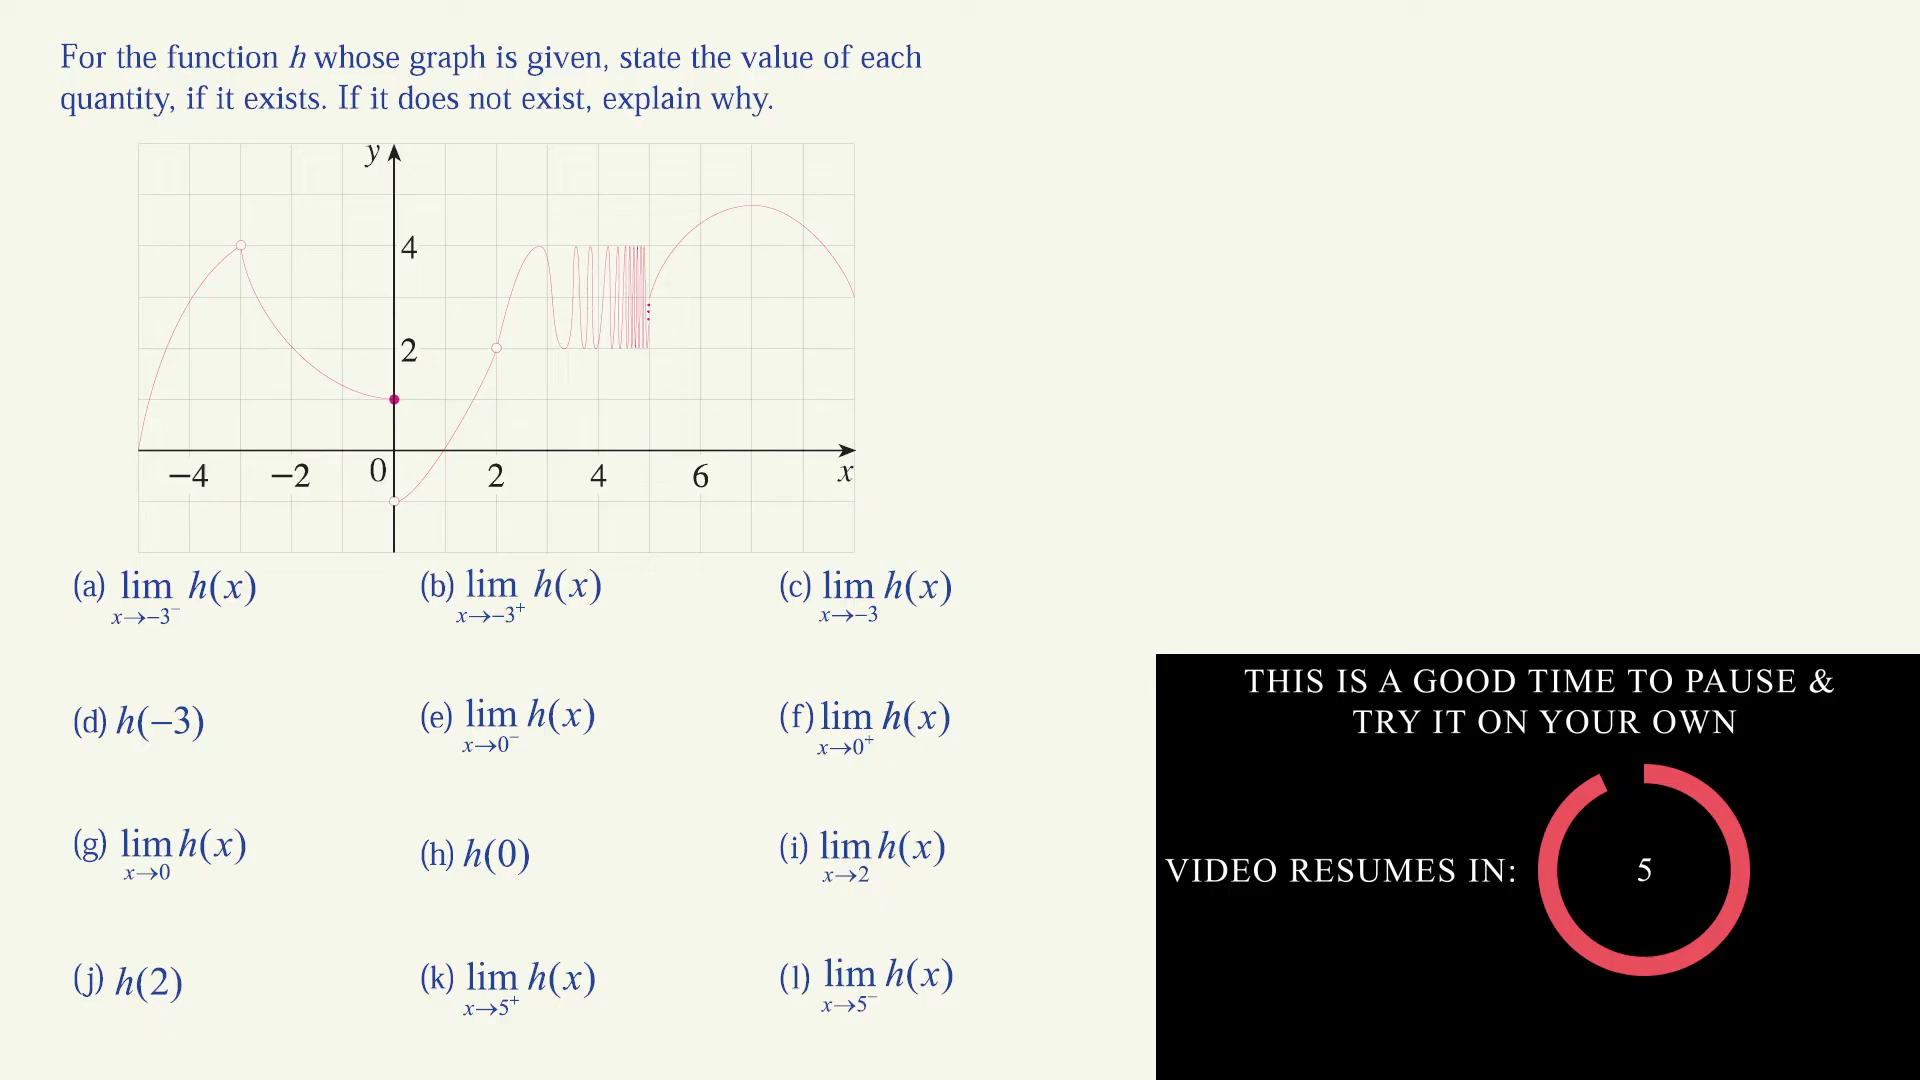 For the function h whose graph is given, state the value of each
quantity, if it exists. If it does not exist, explain why.
y
4
2
−4 −2 0 2 4 6 x
(a) lim x→−3⁻ h(x) (b) lim x→−3⁺ h(x) (c) lim x→−3 h(x)
(d) h(−3) (e) lim x→0⁻ h(x) (f) lim x→0⁺ h(x)
(g) lim x→0 h(x) (h) h(0) (i) lim x→2 h(x)
(j) h(2) (k) lim x→5⁺ h(x) (l) lim x→5⁻ h(x)
THIS IS A GOOD TIME TO PAUSE &
TRY IT ON YOUR OWN
VIDEO RESUMES IN: 5